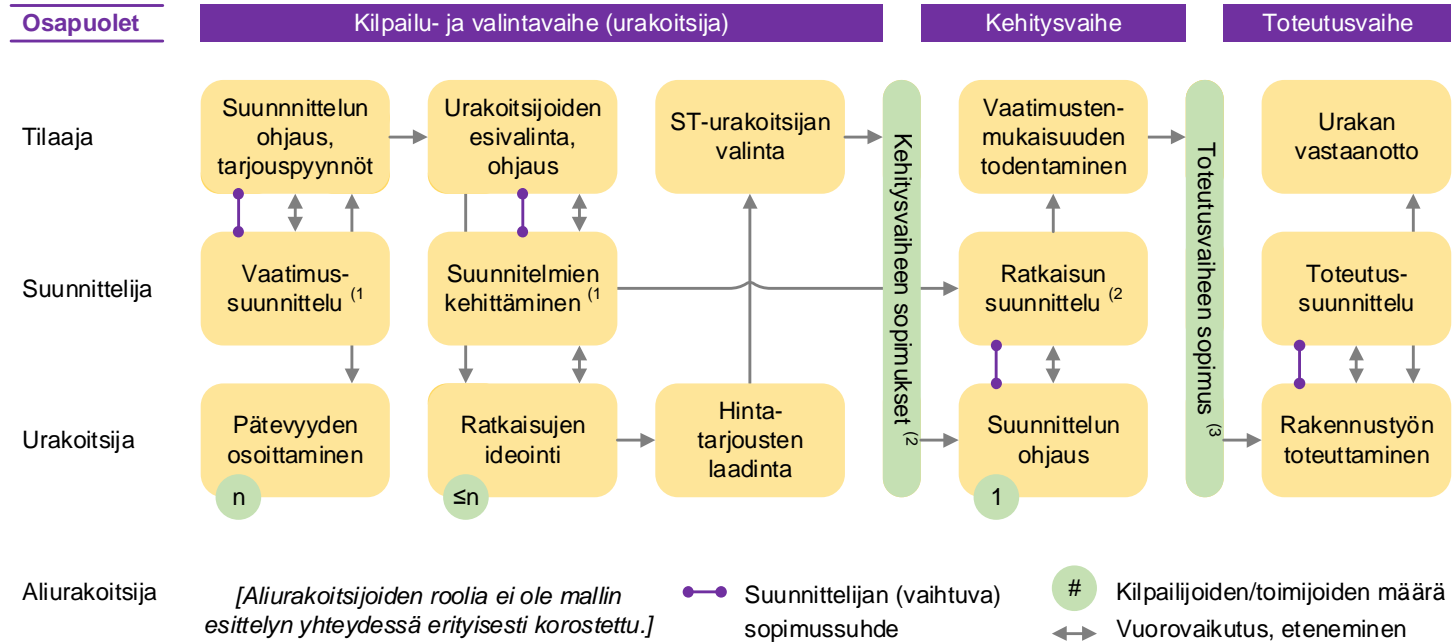 Osapuolet
Kilpailu- ja valintavaihe (urakoitsija)
Kehitysvaihe
Toteutusvaihe
Tilaaja
Suunnnittelun
ohjaus,
tarjouspyynnöt
Urakoitsijoiden
esivalinta,
ohjaus
ST-urakoitsijan
valinta
Kehitysvaiheen sopimukset (2
Vaatimusten-
mukaisuuden
todentaminen
Toteutusvaiheen sopimus (3
Urakan
vastaanotto
Suunnittelija
Vaatimus-
suunnittelu (1
Suunnitelmien
kehittäminen (1
Ratkaisun
suunnittelu (2
Toteutus-
suunnittelu
Urakoitsija
Pätevyyden
osoittaminen
n
Ratkaisujen
ideointi
≤n
Hinta-
tarjousten
laadinta
Suunnittelun
ohjaus
1
Rakennustyön
toteuttaminen
Aliurakoitsija
[Aliurakoitsijoiden roolia ei ole mallin
esittelyn yhteydessä erityisesti korostettu.]
Suunnittelijan (vaihtuva)
sopimussuhde
#
Kilpailijoiden/toimijoiden määrä
Vuorovaikutus, eteneminen